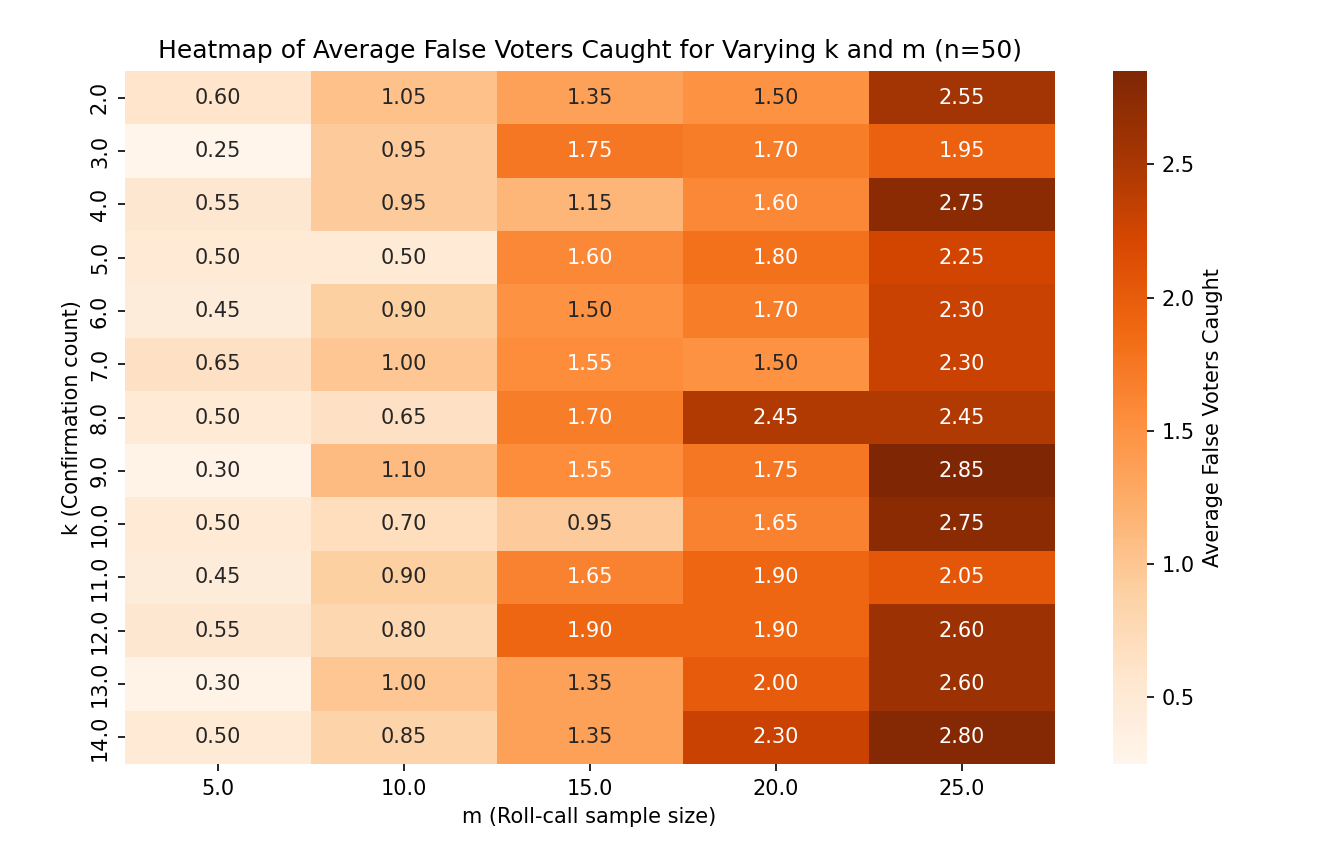 Heatmap of Average False Voters Caught for Varying k and m (n=50)
k (Confirmation count)
2.0 0.60 1.05 1.35 1.50 2.55
3.0 0.25 0.95 1.75 1.70 1.95
4.0 0.55 0.95 1.15 1.60 2.75
5.0 0.50 0.50 1.60 1.80 2.25
6.0 0.45 0.90 1.50 1.70 2.30
7.0 0.65 1.00 1.55 1.50 2.30
8.0 0.50 0.65 1.70 2.45 2.45
9.0 0.30 1.10 1.55 1.75 2.85
10.0 0.50 0.70 0.95 1.65 2.75
11.0 0.45 0.90 1.65 1.90 2.05
12.0 0.55 0.80 1.90 1.90 2.60
13.0 0.30 1.00 1.35 2.00 2.60
14.0 0.50 0.85 1.35 2.30 2.80
5.0 10.0 15.0 20.0 25.0
m (Roll-call sample size)
2.5
2.0
1.5
1.0
0.5
Average False Voters Caught